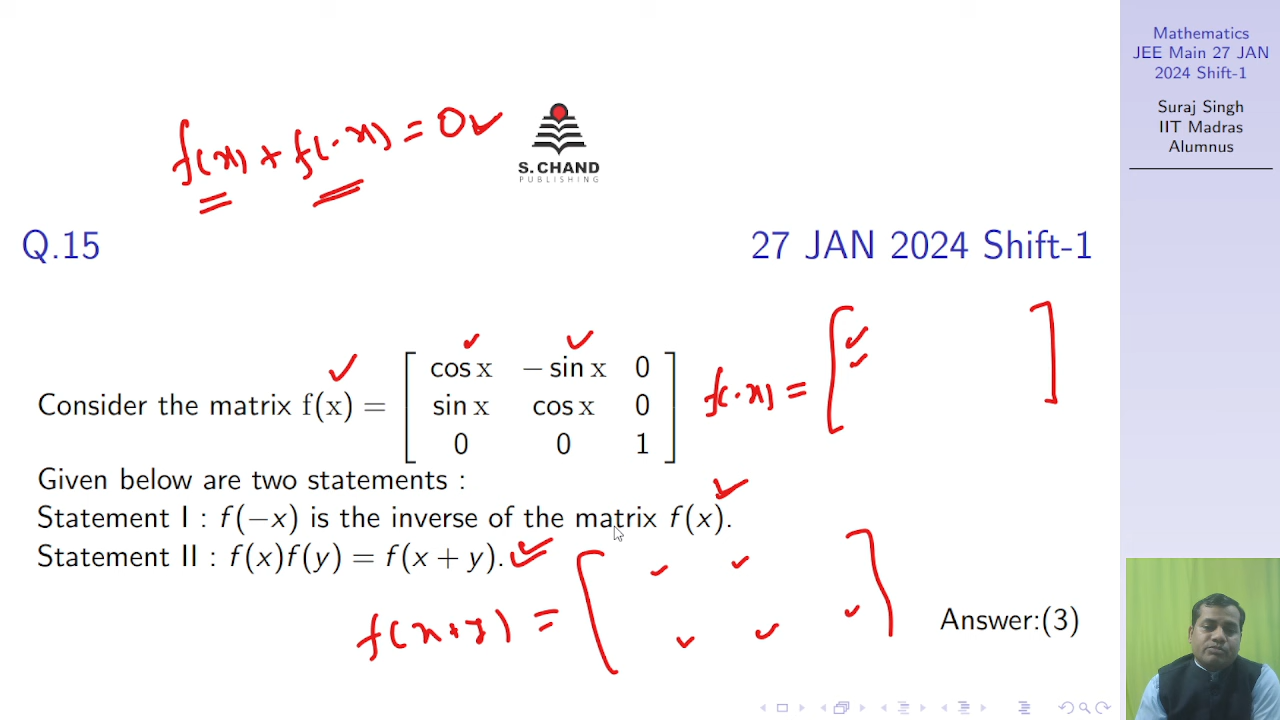 Mathematics
JEE Main 27 JAN
2024 Shift-1
Suraj Singh
IIT Madras
Alumnus
f(x) + f(-x) = 0
S. CHAND
PUBLISHING
Q.15
27 JAN 2024 Shift-1
Consider the matrix f(x) = [ cos x − sin x 0
sin x cos x 0
0 0 1 ]
f(-x) = [ ]
Given below are two statements :
Statement I : f(−x) is the inverse of the matrix f(x).
Statement II : f(x)f(y) = f(x + y).
f(x+y) = [ ]
Answer:(3)